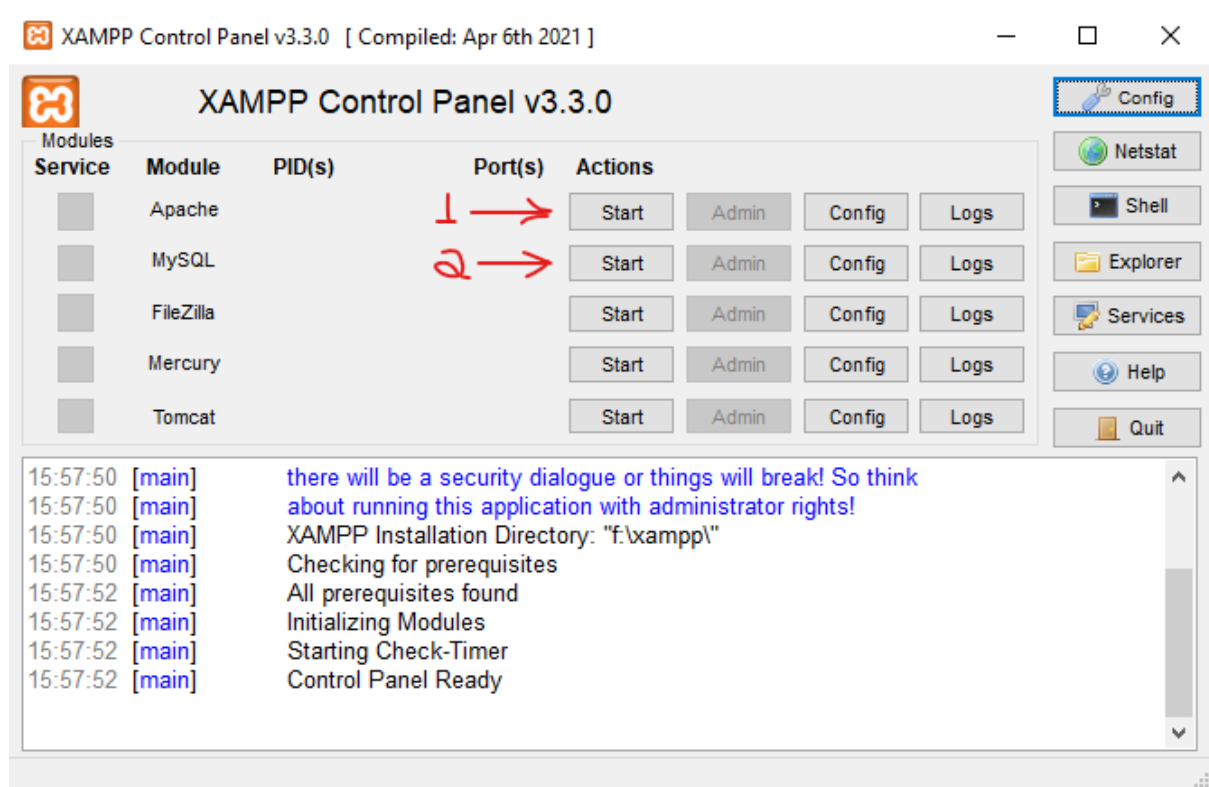 XAMPP Control Panel v3.3.0 [ Compiled: Apr 6th 2021 ]
XAMPP Control Panel v3.3.0
Config
Modules
Netstat
Service Module PID(s) Port(s) Actions
Apache 1 Start Admin Config Logs
Shell
MySQL 2 Start Admin Config Logs
Explorer
FileZilla Start Admin Config Logs
Services
Mercury Start Admin Config Logs
Help
Tomcat Start Admin Config Logs
Quit
15:57:50 [main] there will be a security dialogue or things will break! So think
15:57:50 [main] about running this application with administrator rights!
15:57:50 [main] XAMPP Installation Directory: "f:\xampp\"
15:57:50 [main] Checking for prerequisites
15:57:52 [main] All prerequisites found
15:57:52 [main] Initializing Modules
15:57:52 [main] Starting Check-Timer
15:57:52 [main] Control Panel Ready